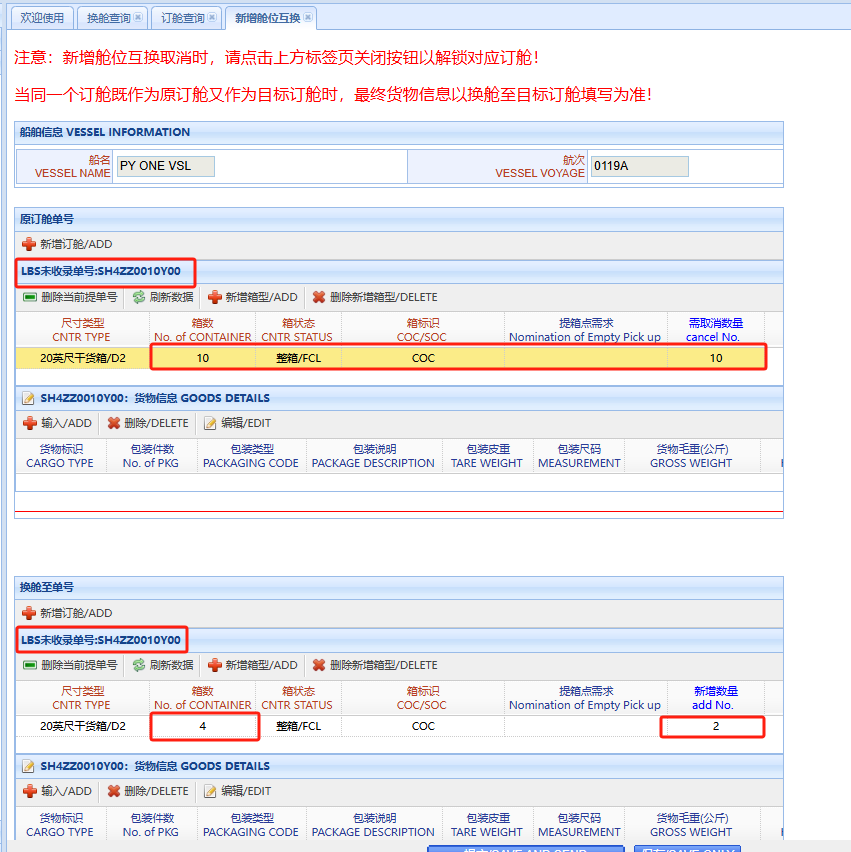 欢迎使用 换舱查询 订舱查询 新增舱位互换
注意：新增舱位互换取消时，请点击上方标签页关闭按钮以解锁对应订舱！
当同一个订舱既作为原订舱又作为目标订舱时，最终货物信息以换舱至目标订舱填写为准！
船舶信息 VESSEL INFORMATION
船名 航次
VESSEL NAME PY ONE VSL VESSEL VOYAGE 0119A
原订舱单号
新增订舱/ADD
LBS未收录单号:SH4ZZ0010Y00
删除当前提单号 刷新数据 新增箱型/ADD 删除新增箱型/DELETE
尺寸类型 箱数 箱状态 箱标识 提箱点需求 需取消数量
CNTR TYPE No. of CONTAINER CNTR STATUS COC/SOC Nomination of Empty Pick up cancel No.
20英尺干货箱/D2 10 整箱/FCL COC 10
SH4ZZ0010Y00：货物信息 GOODS DETAILS
输入/ADD 删除/DELETE 编辑/EDIT
货物标识 包装件数 包装类型 包装说明 包装皮重 包装尺码 货物毛重(公斤)
CARGO TYPE No. of PKG PACKAGING CODE PACKAGE DESCRIPTION TARE WEIGHT MEASUREMENT GROSS WEIGHT
换舱至单号
新增订舱/ADD
LBS未收录单号:SH4ZZ0010Y00
删除当前提单号 刷新数据 新增箱型/ADD 删除新增箱型/DELETE
尺寸类型 箱数 箱状态 箱标识 提箱点需求 新增数量
CNTR TYPE No. of CONTAINER CNTR STATUS COC/SOC Nomination of Empty Pick up add No.
20英尺干货箱/D2 4 整箱/FCL COC 2
SH4ZZ0010Y00：货物信息 GOODS DETAILS
输入/ADD 删除/DELETE 编辑/EDIT
货物标识 包装件数 包装类型 包装说明 包装皮重 包装尺码 货物毛重(公斤)
CARGO TYPE No. of PKG PACKAGING CODE PACKAGE DESCRIPTION TARE WEIGHT MEASUREMENT GROSS WEIGHT